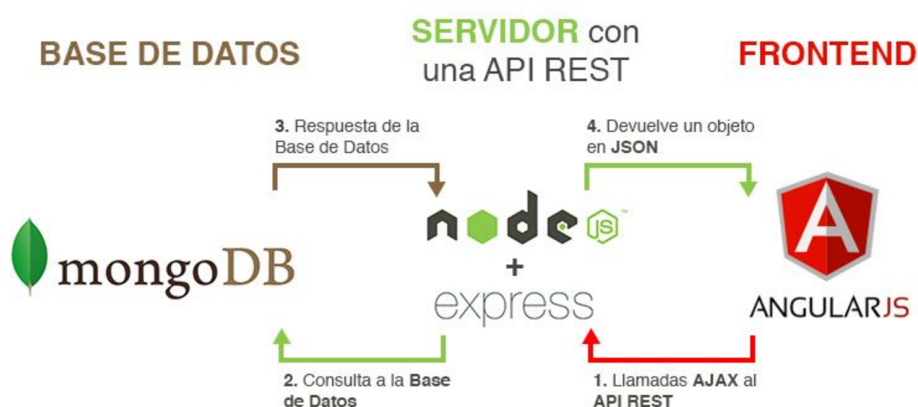 BASE DE DATOS
SERVIDOR con
una API REST
FRONTEND
3. Respuesta de la
Base de Datos
4. Devuelve un objeto
en JSON
mongoDB
node
JS
™
+
express
A
ANGULARJS
2. Consulta a la Base
de Datos
1. Llamadas AJAX al
API REST